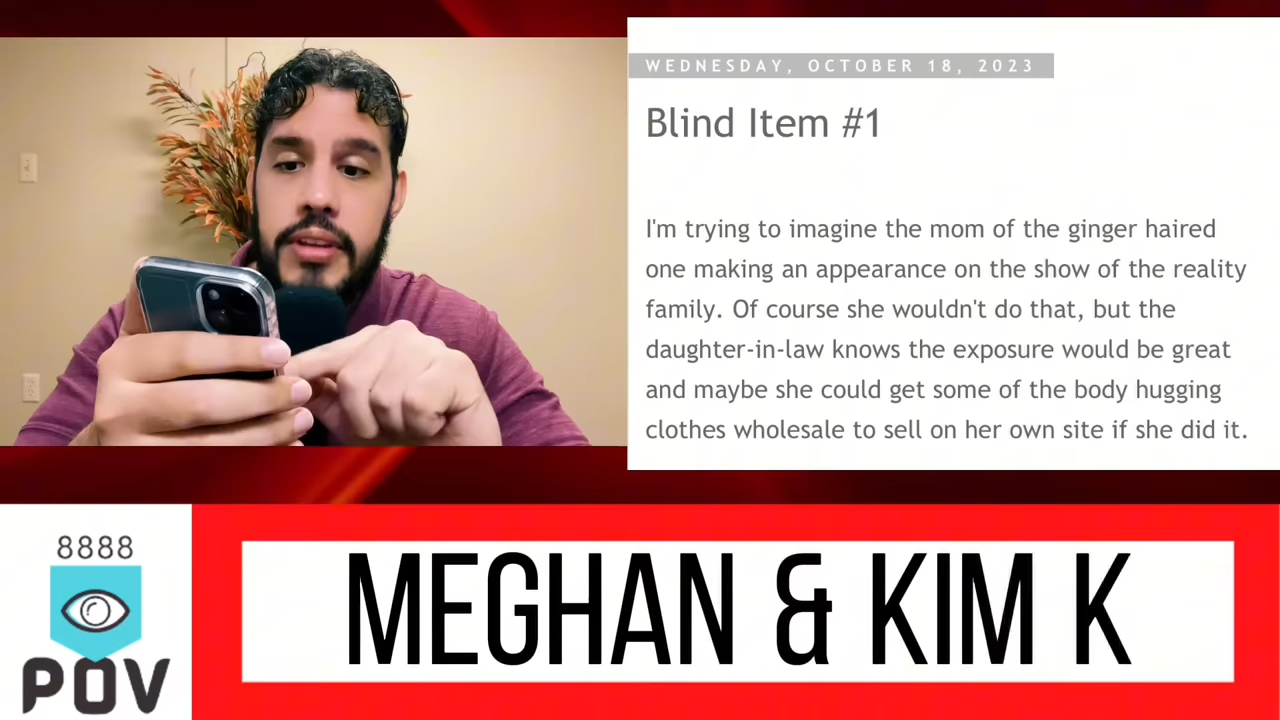 WEDNESDAY, OCTOBER 18, 2023
Blind Item #1
I'm trying to imagine the mom of the ginger haired
one making an appearance on the show of the reality
family. Of course she wouldn't do that, but the
daughter-in-law knows the exposure would be great
and maybe she could get some of the body hugging
clothes wholesale to sell on her own site if she did it.
8888
POV
MEGHAN & KIM K